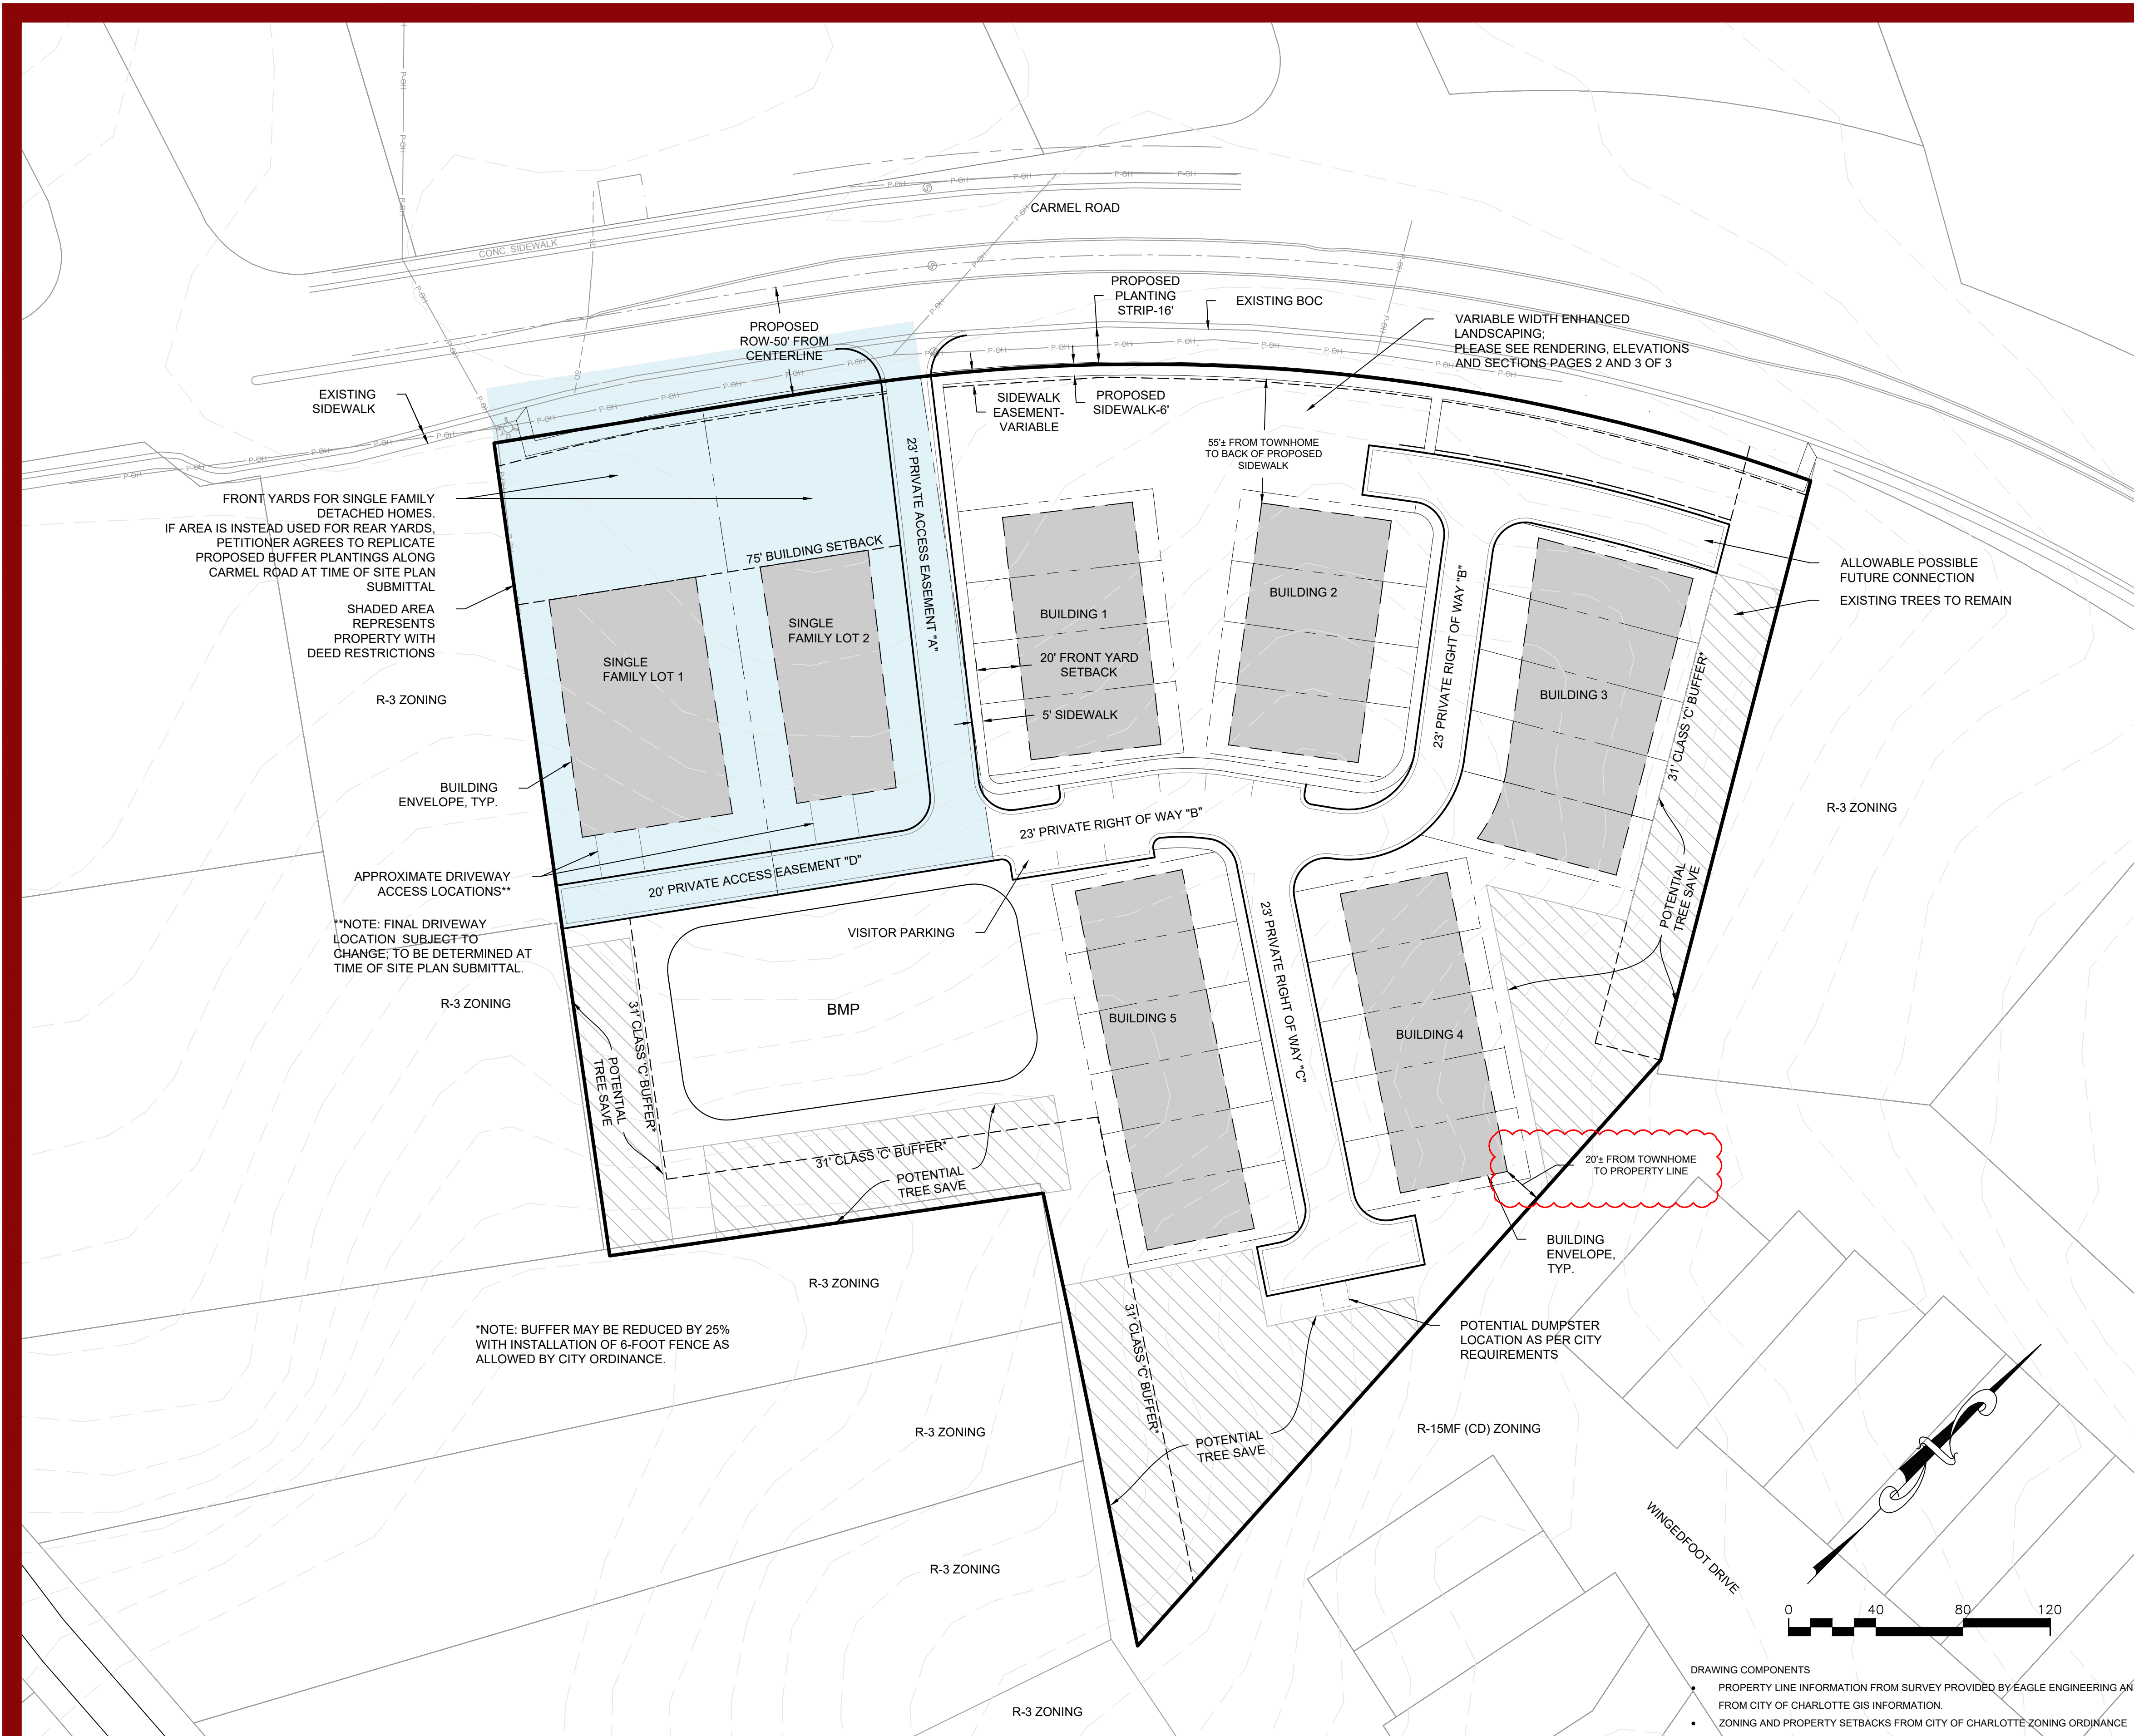 CARMEL ROAD
CONC. SIDEWALK
PROPOSED
PLANTING
STRIP-16'
EXISTING BOC
PROPOSED
ROW-50' FROM
CENTERLINE
VARIABLE WIDTH ENHANCED
LANDSCAPING;
PLEASE SEE RENDERING, ELEVATIONS
AND SECTIONS PAGES 2 AND 3 OF 3
EXISTING
SIDEWALK
SIDEWALK
EASEMENT-
VARIABLE
PROPOSED
SIDEWALK-6'
55'± FROM TOWNHOME
TO BACK OF PROPOSED
SIDEWALK
FRONT YARDS FOR SINGLE FAMILY
DETACHED HOMES.
IF AREA IS INSTEAD USED FOR REAR YARDS,
PETITIONER AGREES TO REPLICATE
PROPOSED BUFFER PLANTINGS ALONG
CARMEL ROAD AT TIME OF SITE PLAN
SUBMITTAL
SHADED AREA
REPRESENTS
PROPERTY WITH
DEED RESTRICTIONS
75' BUILDING SETBACK
23' PRIVATE ACCESS EASEMENT "A"
ALLOWABLE POSSIBLE
FUTURE CONNECTION
EXISTING TREES TO REMAIN
BUILDING 1
BUILDING 2
23' PRIVATE RIGHT OF WAY "B"
BUILDING 3
31' CLASS 'C' BUFFER*
SINGLE
FAMILY LOT 1
SINGLE
FAMILY LOT 2
20' FRONT YARD
SETBACK
5' SIDEWALK
R-3 ZONING
R-3 ZONING
BUILDING
ENVELOPE, TYP.
23' PRIVATE RIGHT OF WAY "B"
APPROXIMATE DRIVEWAY
ACCESS LOCATIONS**
20' PRIVATE ACCESS EASEMENT "D"
**NOTE: FINAL DRIVEWAY
LOCATION SUBJECT TO
CHANGE; TO BE DETERMINED AT
TIME OF SITE PLAN SUBMITTAL.
VISITOR PARKING
POTENTIAL
TREE SAVE
23' PRIVATE RIGHT OF WAY "C"
R-3 ZONING
BMP
BUILDING 5
BUILDING 4
31' CLASS 'C' BUFFER*
POTENTIAL
TREE SAVE
31' CLASS 'C' BUFFER*
POTENTIAL
TREE SAVE
20'± FROM TOWNHOME
TO PROPERTY LINE
BUILDING
ENVELOPE,
TYP.
R-3 ZONING
*NOTE: BUFFER MAY BE REDUCED BY 25%
WITH INSTALLATION OF 6-FOOT FENCE AS
ALLOWED BY CITY ORDINANCE.
31' CLASS 'C' BUFFER*
POTENTIAL DUMPSTER
LOCATION AS PER CITY
REQUIREMENTS
R-3 ZONING
POTENTIAL
TREE SAVE
R-15MF (CD) ZONING
R-3 ZONING
WINGEDFOOT DRIVE
0 40 80 120
R-3 ZONING
DRAWING COMPONENTS
• PROPERTY LINE INFORMATION FROM SURVEY PROVIDED BY EAGLE ENGINEERING AN
FROM CITY OF CHARLOTTE GIS INFORMATION.
• ZONING AND PROPERTY SETBACKS FROM CITY OF CHARLOTTE ZONING ORDINANCE